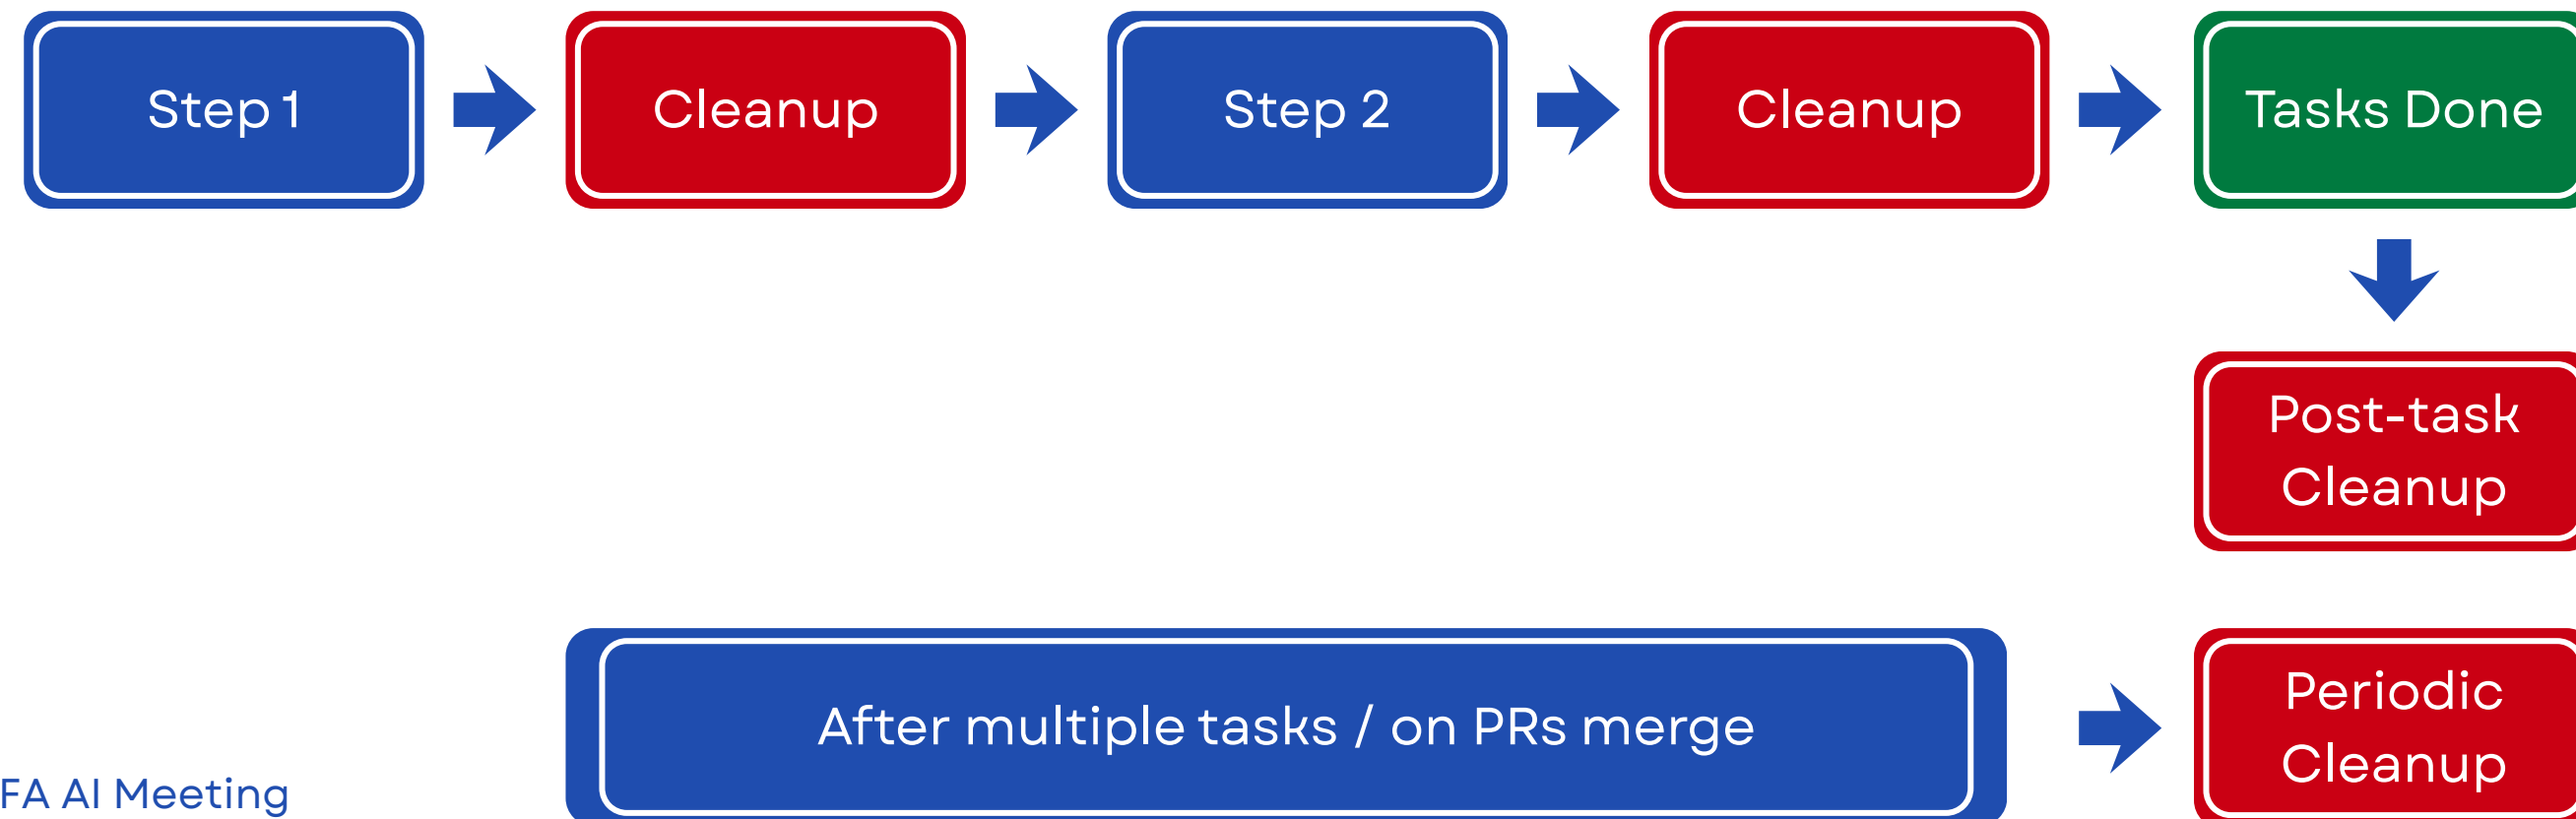 Step 1
Cleanup
Step 2
Cleanup
Tasks Done
Post-task
Cleanup
After multiple tasks / on PRs merge
Periodic
Cleanup
FA AI Meeting